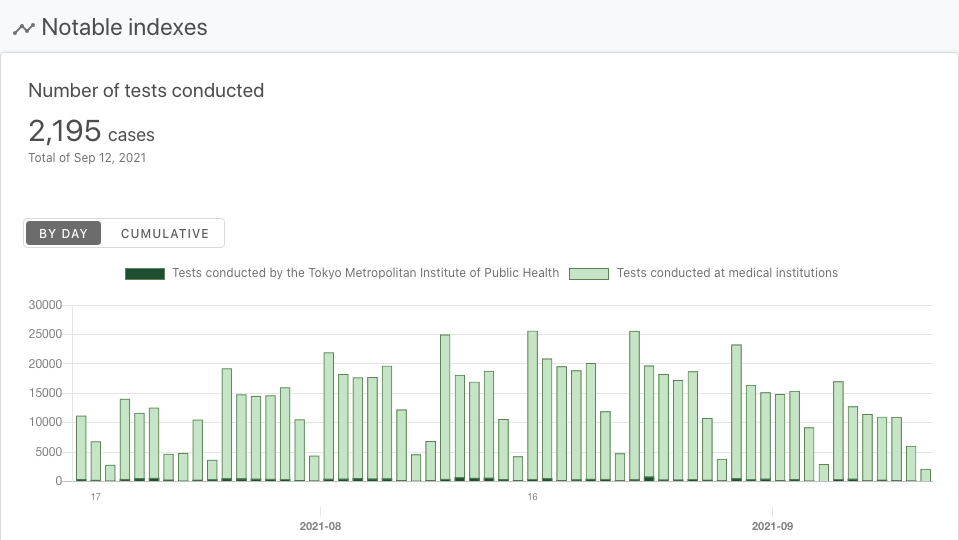 Notable indexes
Number of tests conducted
2,195 cases
Total of Sep 12, 2021
BY DAY CUMULATIVE
Tests conducted by the Tokyo Metropolitan Institute of Public Health Tests conducted at medical institutions
30000
25000
20000
15000
10000
5000
0
17 16
2021-08 2021-09